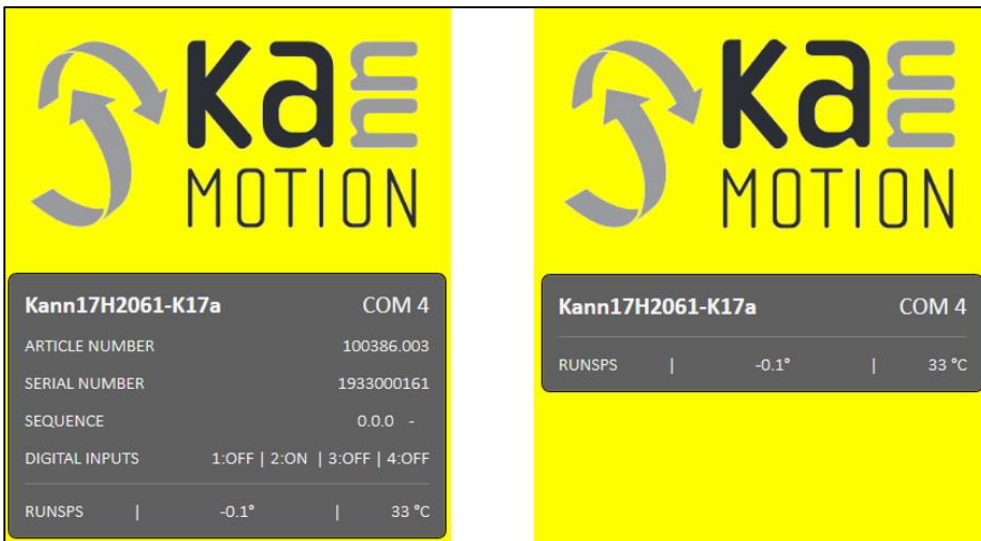 Kann
MOTION
Kann17H2061-K17a COM 4
ARTICLE NUMBER 100386.003
SERIAL NUMBER 1933000161
SEQUENCE 0.0.0 -
DIGITAL INPUTS 1:OFF | 2:ON | 3:OFF | 4:OFF
RUNSPS | -0.1° | 33 °C
Kann
MOTION
Kann17H2061-K17a COM 4
RUNSPS | -0.1° | 33 °C